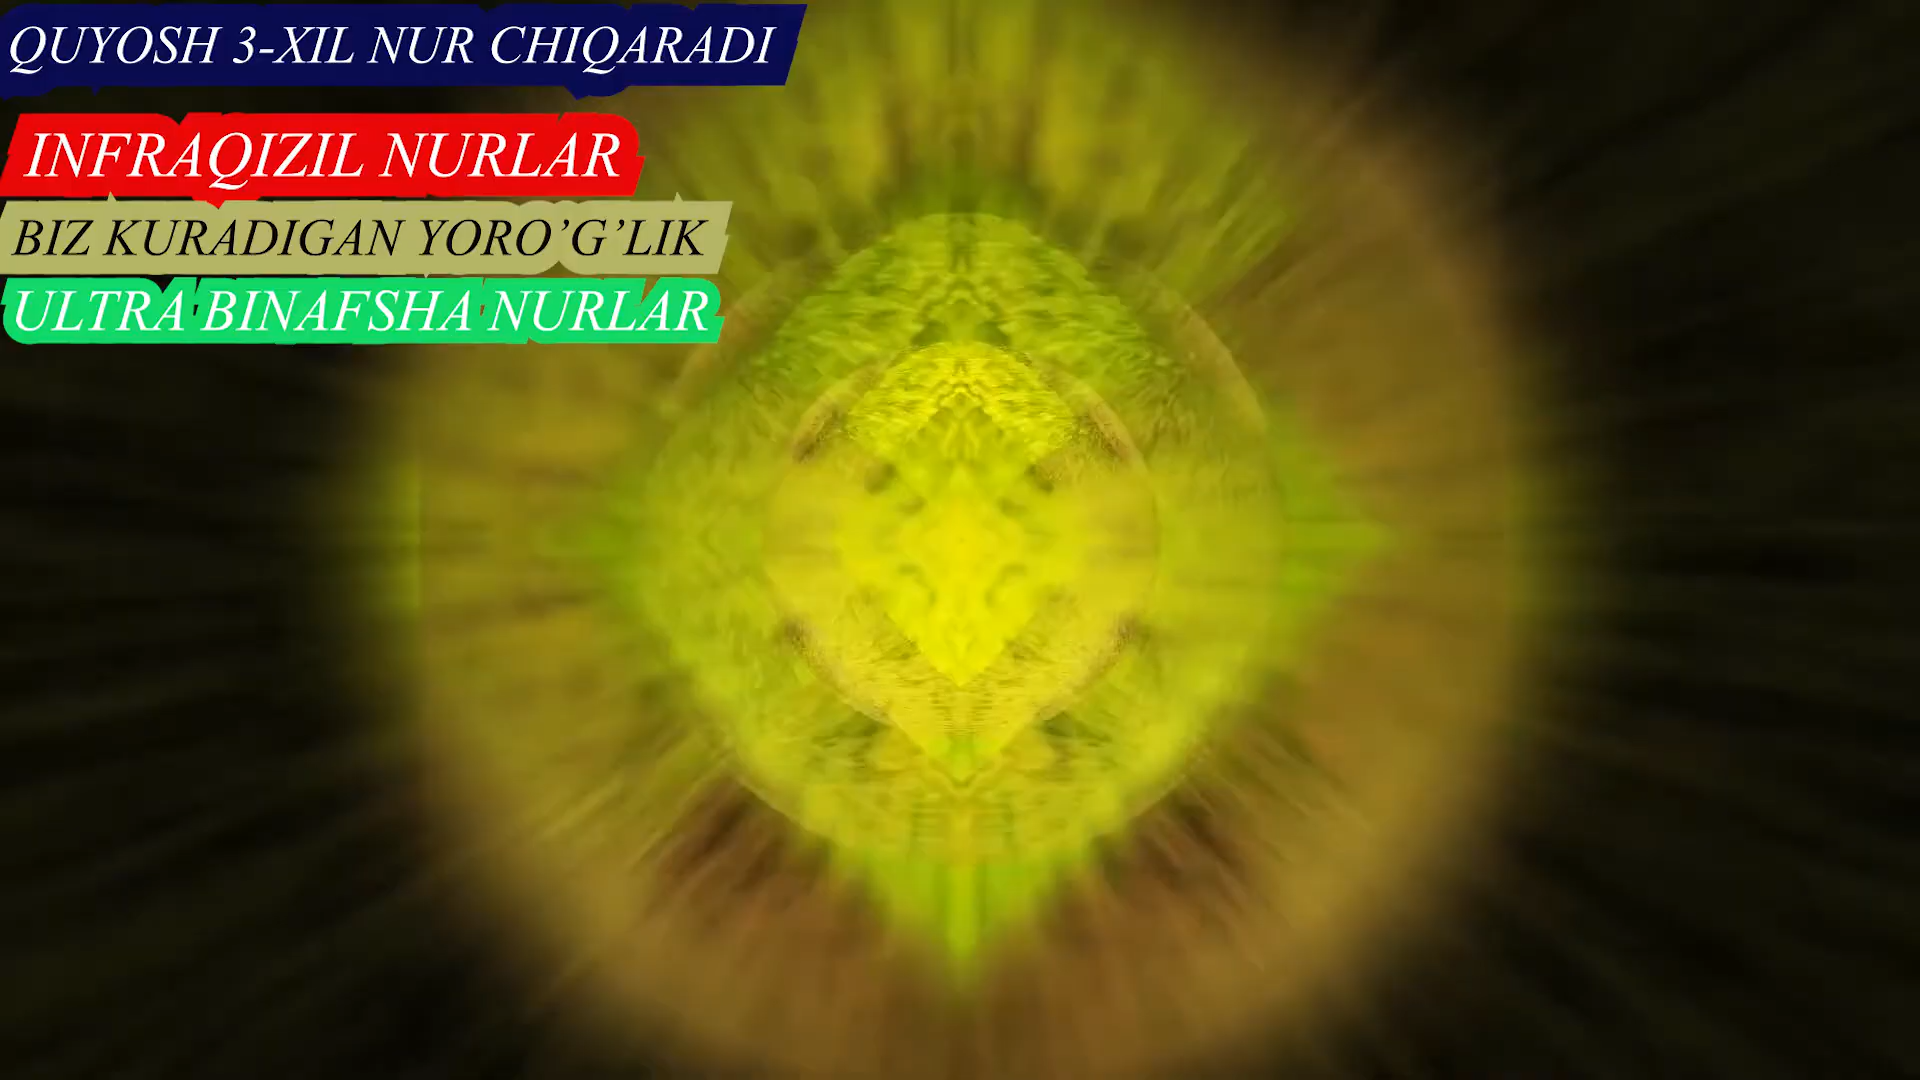 QUYOSH 3-XIL NUR CHIQARADI
INFRAQIZIL NURLAR
BIZ KURADIGAN YORO’G’LIK
ULTRA BINAFSHA NURLAR